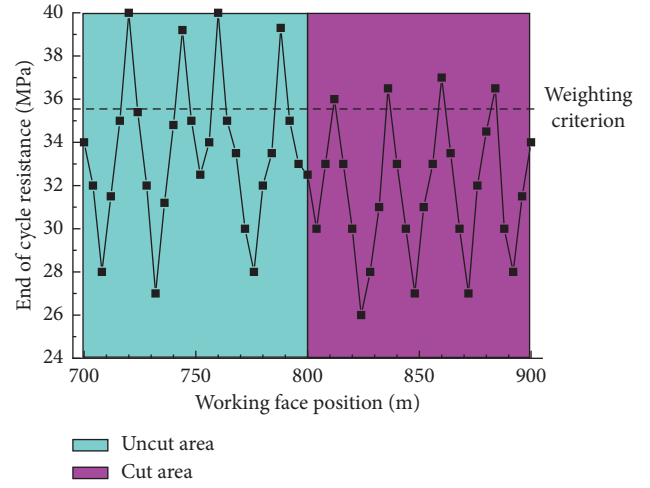 40
38
36
34
32
30
28
26
24
End of cycle resistance (MPa)
Weighting
criterion
700
750
800
850
900
Working face position (m)
Uncut area
Cut area